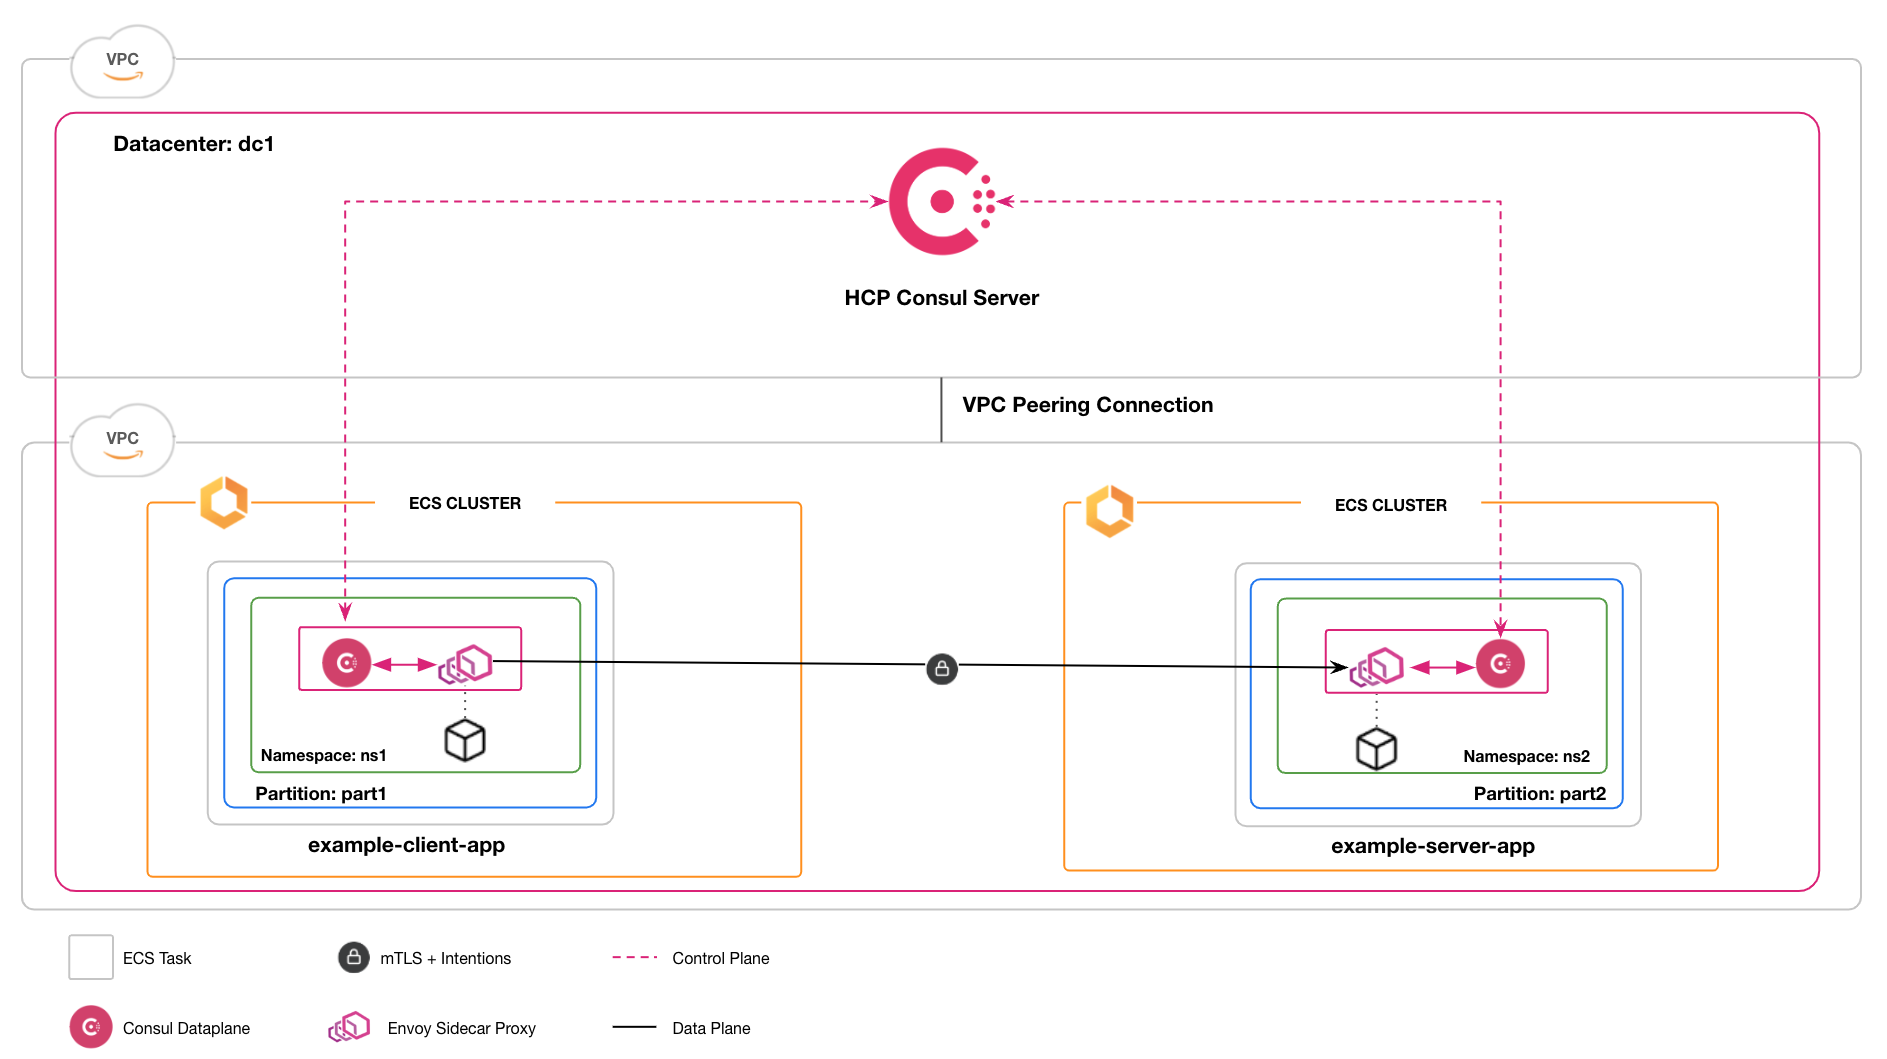 VPC
Datacenter: dc1
HCP Consul Server
VPC Peering Connection
VPC
ECS CLUSTER
ECS CLUSTER
Namespace: ns1
Partition: part1
example-client-app
Namespace: ns2
Partition: part2
example-server-app
ECS Task
mTLS + Intentions
Control Plane
Consul Dataplane
Envoy Sidecar Proxy
Data Plane